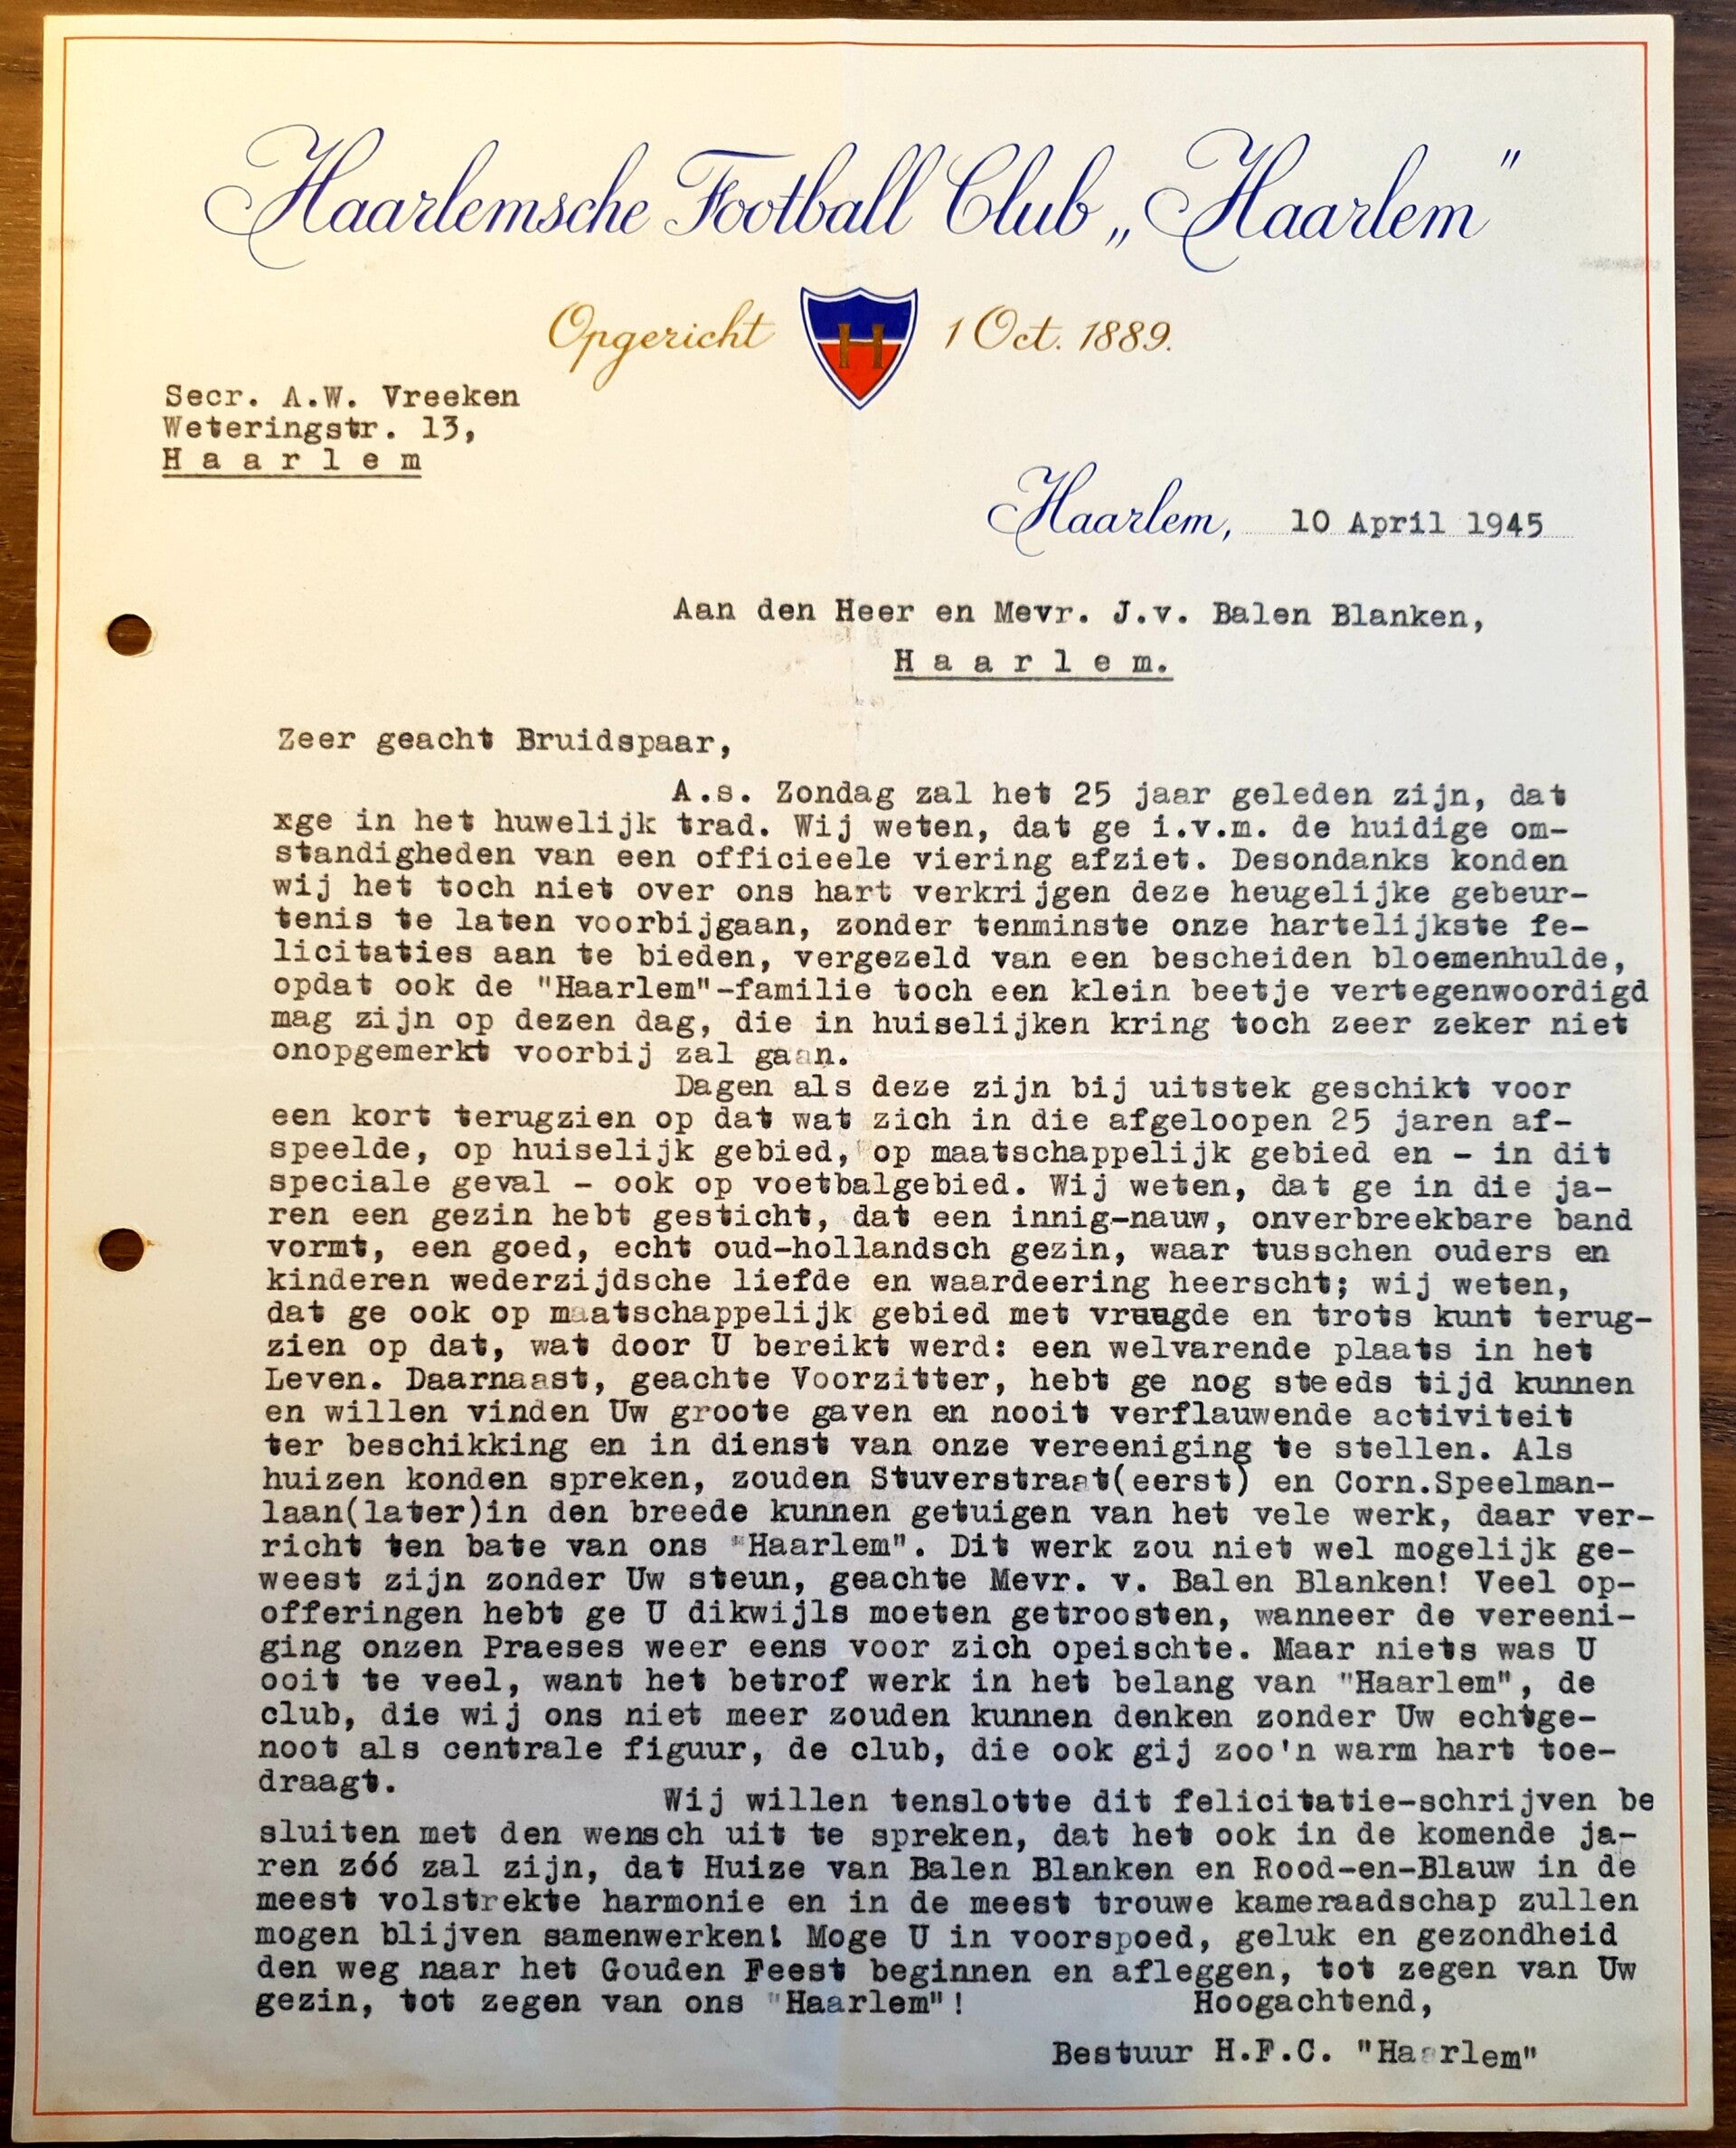 Haarlemsche Football Club „Haarlem"
Opgericht H 1 Oct. 1889.
Secr. A.W. Vreeken
Weteringstr. 13,
H a a r l e m
Haarlem, 10 April 1945
Aan den Heer en Mevr. J.v. Balen Blanken,
H a a r l e m.
Zeer geacht Bruidspaar,
A.s. Zondag zal het 25 jaar geleden zijn, dat
xge in het huwelijk trad. Wij weten, dat ge i.v.m. de huidige om-
standigheden van een officieele viering afziet. Desondanks konden
wij het toch niet over ons hart verkrijgen deze heugelijke gebeur-
tenis te laten voorbijgaan, zonder tenminste onze hartelijkste fe-
licitaties aan te bieden, vergezeld van een bescheiden bloemenhulde,
opdat ook de "Haarlem"-familie toch een klein beetje vertegenwoordigd
mag zijn op dezen dag, die in huiselijken kring toch zeer zeker niet
onopgemerkt voorbij zal gaan.
Dagen als deze zijn bij uitstek geschikt voor
een kort terugzien op dat wat zich in die afgeloopen 25 jaren af-
speelde, op huiselijk gebied, op maatschappelijk gebied en - in dit
speciale geval - ook op voetbalgebied. Wij weten, dat ge in die ja-
ren een gezin hebt gesticht, dat een innig-nauw, onverbreekbare band
vormt, een goed, echt oud-hollandsch gezin, waar tusschen ouders en
kinderen wederzijdsche liefde en waardeering heerscht; wij weten,
dat ge ook op maatschappelijk gebied met vreugde en trots kunt terug-
zien op dat, wat door U bereikt werd: een welvarende plaats in het
Leven. Daarnaast, geachte Voorzitter, hebt ge nog steeds tijd kunnen
en willen vinden Uw groote gaven en nooit verflauwende activiteit
ter beschikking en in dienst van onze vereeniging te stellen. Als
huizen konden spreken, zouden Stuverstraat(eerst) en Corn.Speelman-
laan(later)in den breede kunnen getuigen van het vele werk, daar ver-
richt ten bate van ons "Haarlem". Dit werk zou niet wel mogelijk ge-
weest zijn zonder Uw steun, geachte Mevr. v. Balen Blanken! Veel op-
offeringen hebt ge U dikwijls moeten getroosten, wanneer de vereeni-
ging onzen Praeses weer eens voor zich opeischte. Maar niets was U
ooit te veel, want het betrof werk in het belang van "Haarlem", de
club, die wij ons niet meer zouden kunnen denken zonder Uw echtge-
noot als centrale figuur, de club, die ook gij zoo'n warm hart toe-
draagt.
Wij willen tenslotte dit felicitatie-schrijven be
sluiten met den wensch uit te spreken, dat het ook in de komende ja-
ren zóó zal zijn, dat Huize van Balen Blanken en Rood-en-Blauw in de
meest volstrekte harmonie en in de meest trouwe kameraadschap zullen
mogen blijven samenwerken! Moge U in voorspoed, geluk en gezondheid
den weg naar het Gouden Feest beginnen en afleggen, tot zegen van Uw
gezin, tot zegen van ons "Haarlem"! Hoogachtend,
Bestuur H.F.C. "Haarlem"